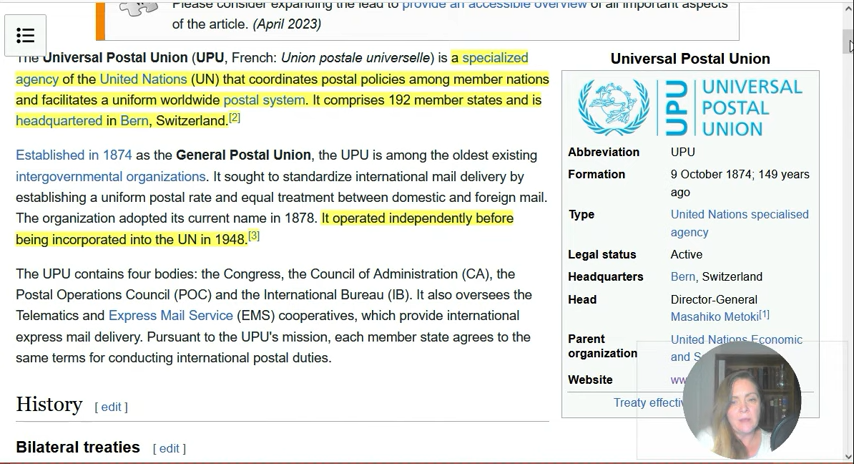 Please consider expanding the lead to provide an accessible overview of all important aspects
of the article. (April 2023)
The Universal Postal Union (UPU, French: Union postale universelle) is a specialized
agency of the United Nations (UN) that coordinates postal policies among member nations
and facilitates a uniform worldwide postal system. It comprises 192 member states and is
headquartered in Bern, Switzerland.[2]
Established in 1874 as the General Postal Union, the UPU is among the oldest existing
intergovernmental organizations. It sought to standardize international mail delivery by
establishing a uniform postal rate and equal treatment between domestic and foreign mail.
The organization adopted its current name in 1878. It operated independently before
being incorporated into the UN in 1948.[3]
The UPU contains four bodies: the Congress, the Council of Administration (CA), the
Postal Operations Council (POC) and the International Bureau (IB). It also oversees the
Telematics and Express Mail Service (EMS) cooperatives, which provide international
express mail delivery. Pursuant to the UPU's mission, each member state agrees to the
same terms for conducting international postal duties.
History [ edit ]
Bilateral treaties [ edit ]
Universal Postal Union
UPU UNIVERSAL
POSTAL
UNION
Abbreviation UPU
Formation 9 October 1874; 149 years
ago
Type United Nations specialised
agency
Legal status Active
Headquarters Bern, Switzerland
Head Director-General
Masahiko Metoki[1]
Parent United Nations Economic
organization and S
Website ww
Treaty effectiv